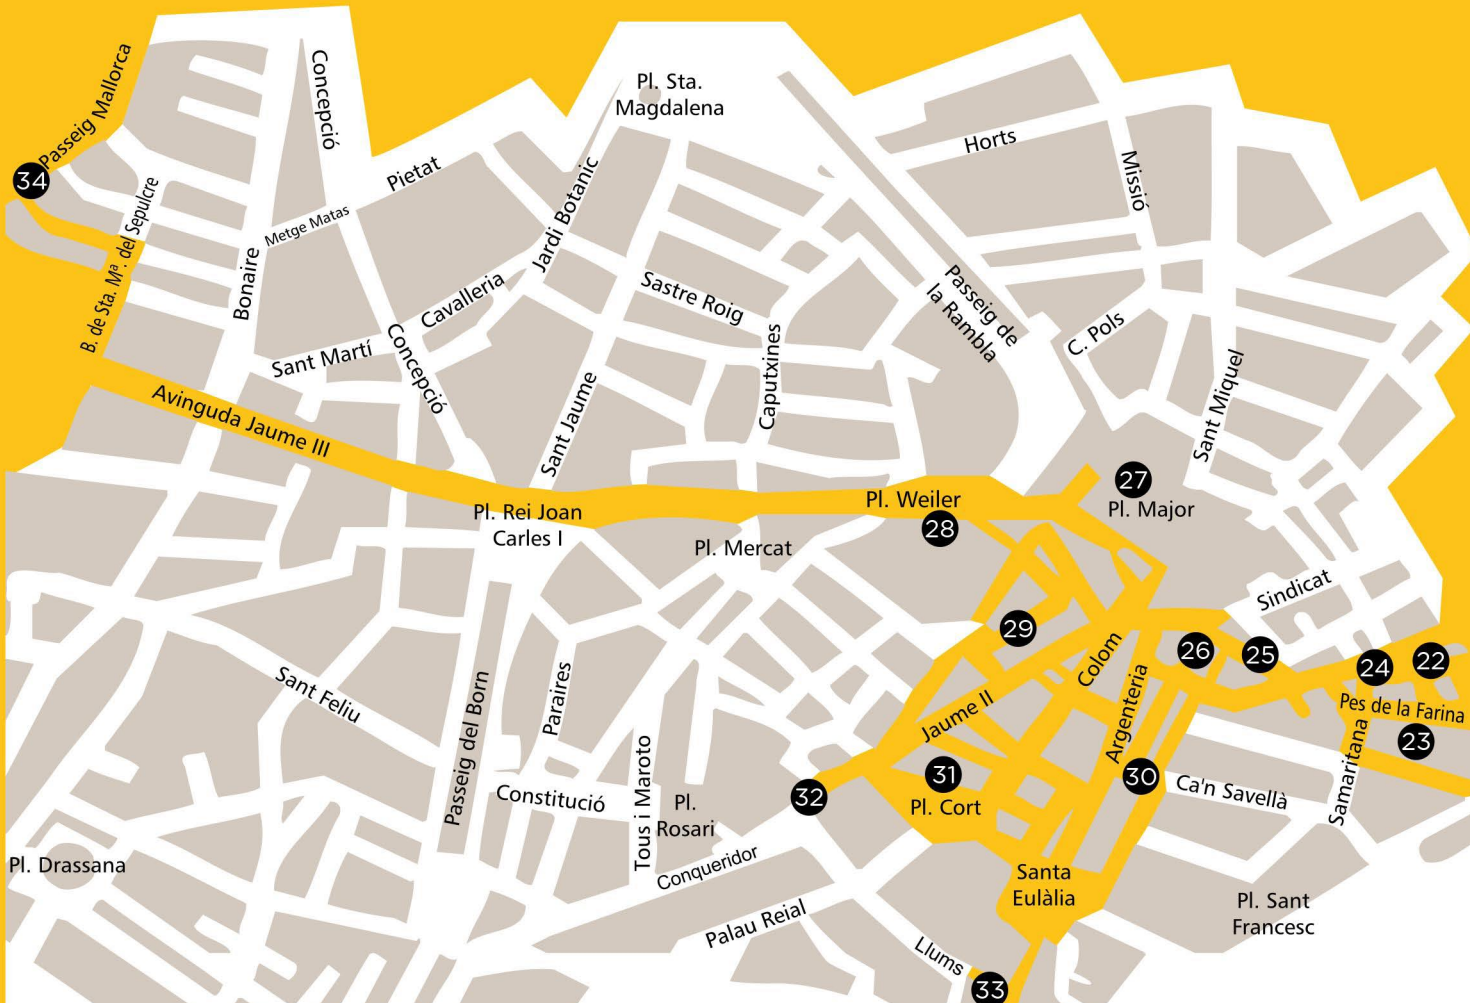 Passeig Mallorca
Concepció
Pl. Sta.
Magdalena
Horts
Missió
34
Pietat
B. de Sta. Mª. del Sepulcre
Metge Matas
Jardi Botanic
Bonaire
Cavalleria
Sastre Roig
Passeig de
la Rambla
C. Pols
Sant Martí
Concepció
Caputxines
Sant Miquel
Avinguda Jaume III
Sant Jaume
27
Pl. Major
Pl. Weiler
28
Pl. Rei Joan
Carles I
Pl. Mercat
Sindicat
29
Colom
26
25
24
22
Sant Feliu
Passeig del Born
Paraires
Jaume II
Argenteria
Pes de la Farina
23
Samaritana
Tous i Maroto
31
Pl. Cort
30
Ca'n Savellà
32
Constitució
Pl.
Rosari
Pl. Drassana
Conqueridor
Santa
Eulàlia
Pl. Sant
Francesc
Palau Reial
Llums
33